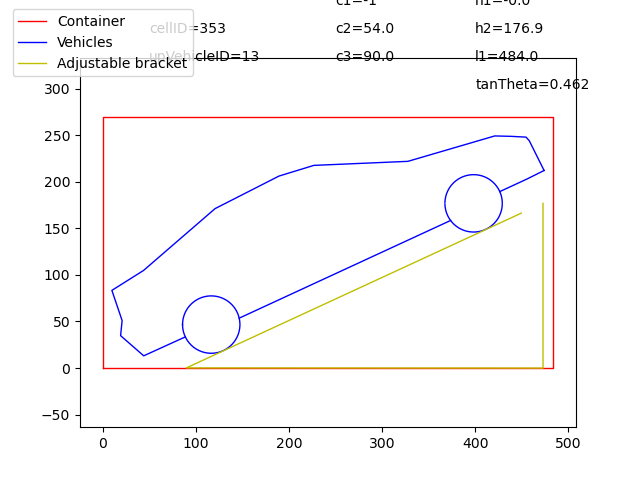 c1=-1 h1=-0.0
cellID=353 c2=54.0 h2=176.9
upVehicleID=13 c3=90.0 l1=484.0
tanTheta=0.462
Container
Vehicles
Adjustable bracket
300
250
200
150
100
50
0
−50
0 100 200 300 400 500